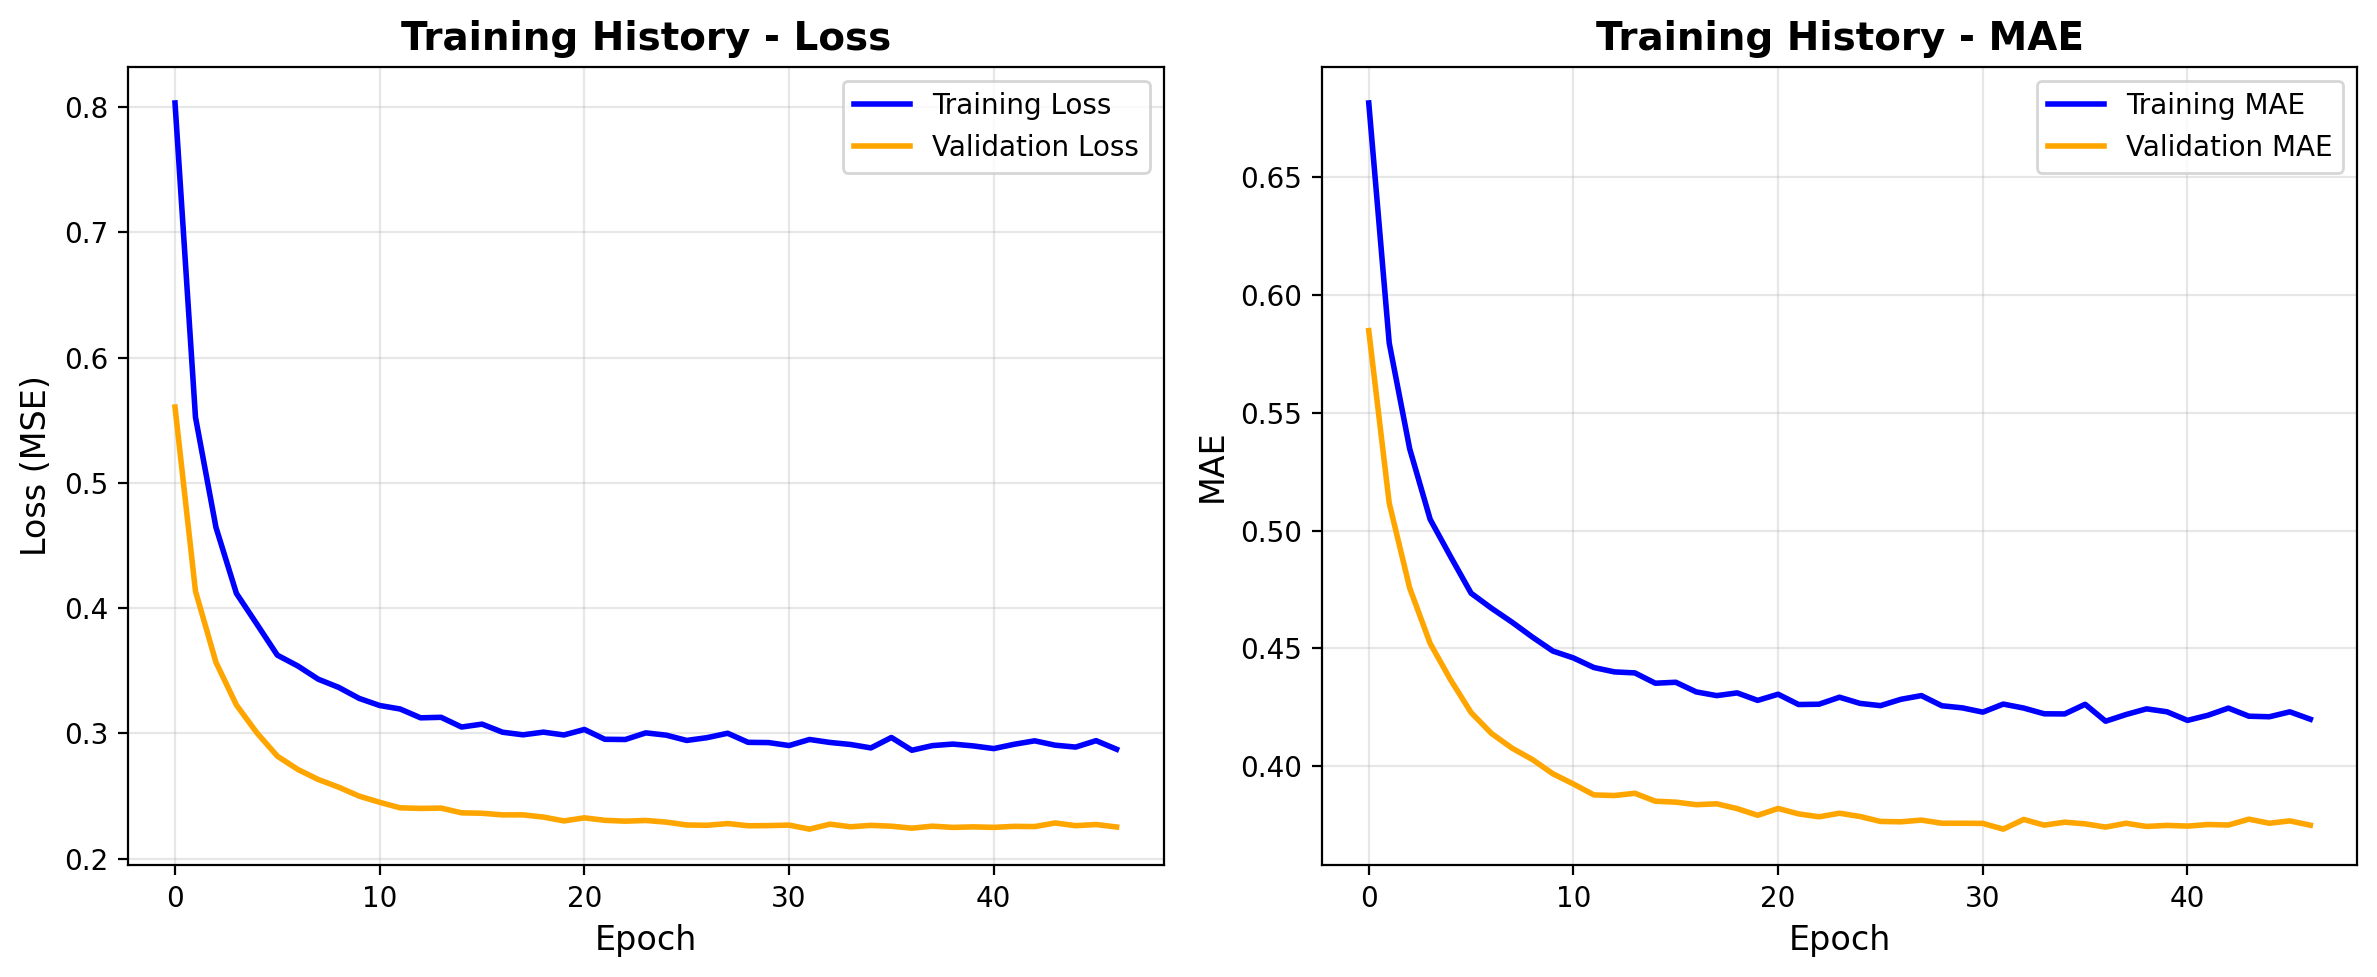 Training History - Loss
Training Loss
Validation Loss
0.8
0.7
0.6
0.5
0.4
0.3
0.2
Loss (MSE)
0 10 20 30 40
Epoch
Training History - MAE
Training MAE
Validation MAE
0.65
0.60
0.55
0.50
0.45
0.40
MAE
0 10 20 30 40
Epoch